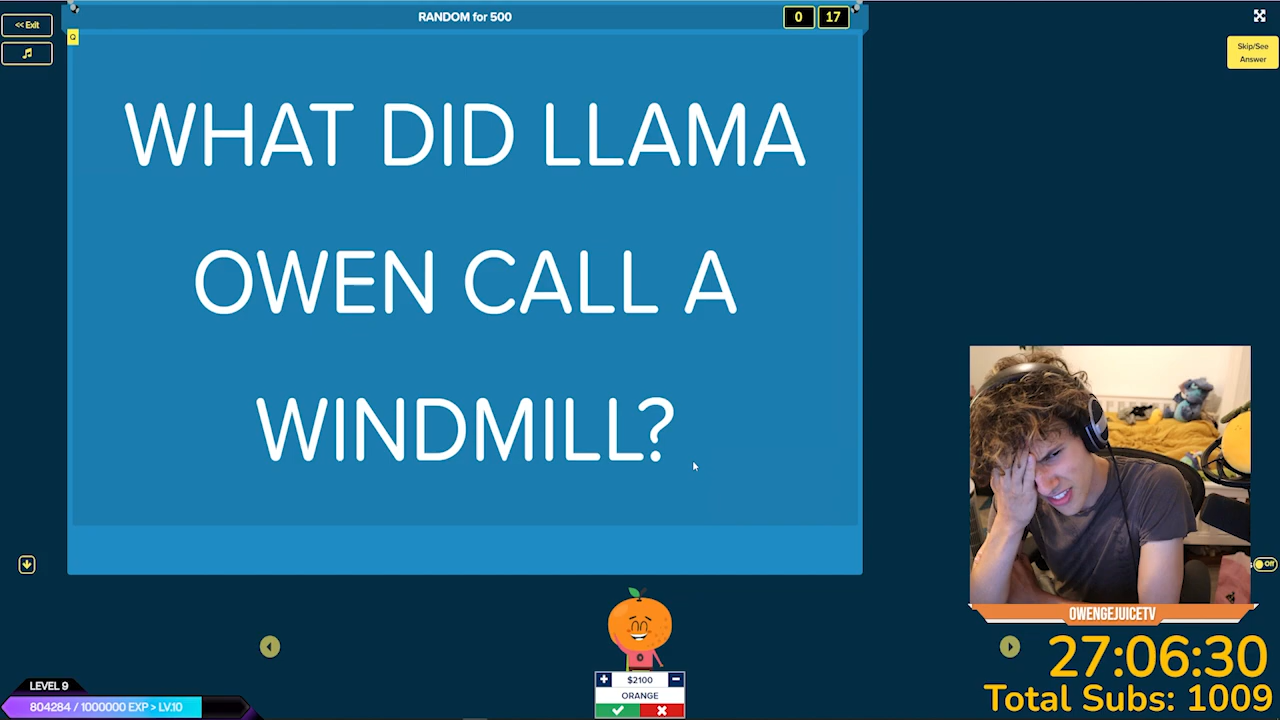 << Exit
RANDOM for 500
0 17
Q
Skip/See
Answer
WHAT DID LLAMA
OWEN CALL A
WINDMILL?
Off
OWENGEJUICETV
27:06:30
Total Subs: 1009
$2100
ORANGE
LEVEL 9
804284 / 1000000 EXP > LV.10